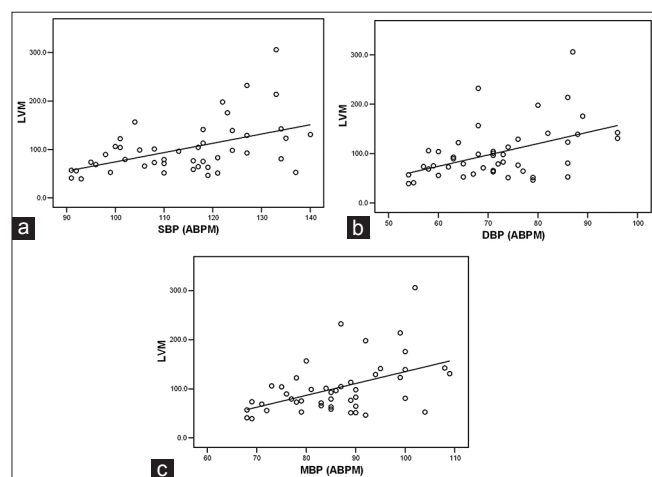 300.0
200.0
100.0
0.0
LVM
90 100 110 120 130 140
SBP (ABPM)
a
300.0
200.0
100.0
0.0
LVM
50 60 70 80 90 100
DBP (ABPM)
b
300.0
200.0
100.0
0.0
LVM
60 70 80 90 100 110
MBP (ABPM)
c